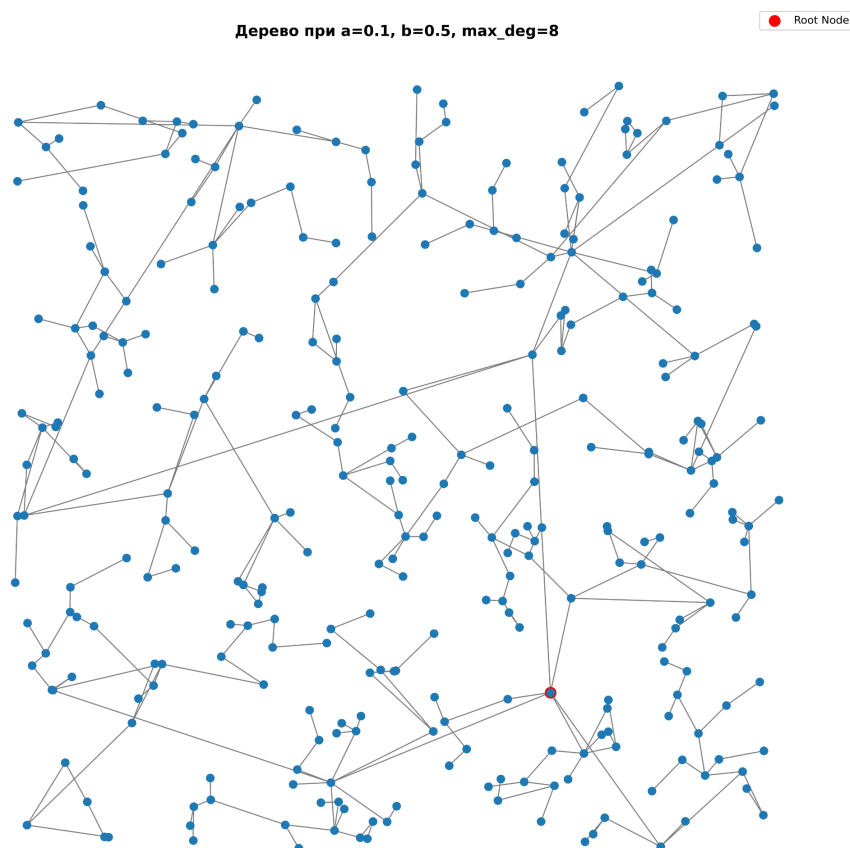 Дерево при a=0.1, b=0.5, max_deg=8
Root Node